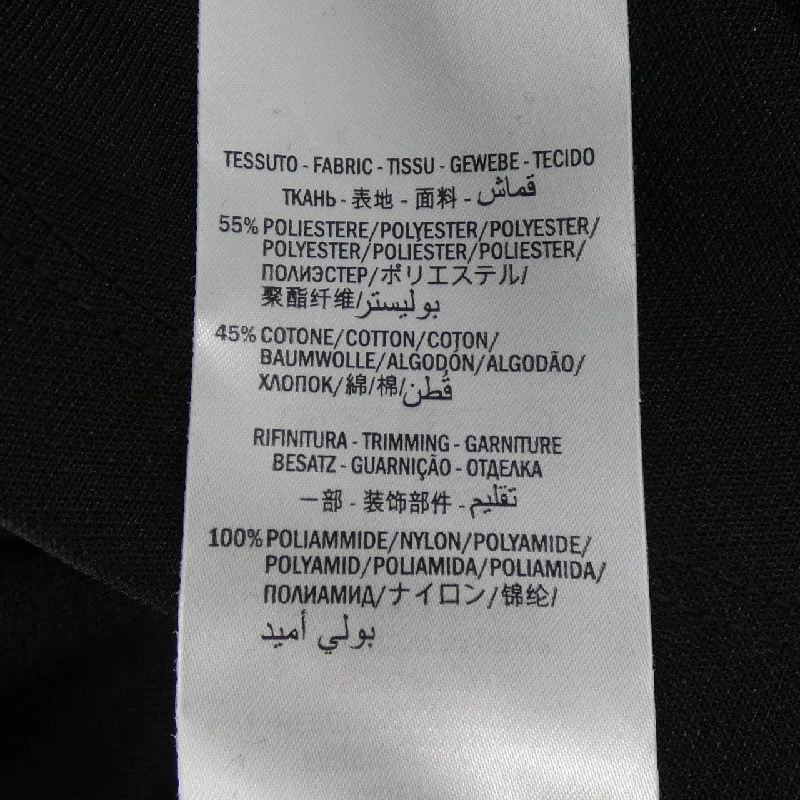 TESSUTO - FABRIC - TISSU - GEWEBE - TECIDO
ТКАНЬ - 表地 - 面料 - قماش
55% POLIESTERE/POLYESTER/POLYESTER/
POLYESTER/POLIÉSTER/POLIESTER/
ПОЛИЭСТЕР/ポリエステル/
聚酯纤维/بوليستر
45% COTONE/COTTON/COTON/
BAUMWOLLE/ALGODÓN/ALGODÃO/
ХЛОПОК/綿/棉/قطن
RIFINITURA - TRIMMING - GARNITURE
BESATZ - GUARNIÇÃO - ОТДЕЛКА
一部 - 装饰部件 - تقليم
100% POLIAMMIDE/NYLON/POLYAMIDE/
POLYAMID/POLIAMIDA/POLIAMIDA/
ПОЛИАМИД/ナイロン/锦纶/
بولي أميد